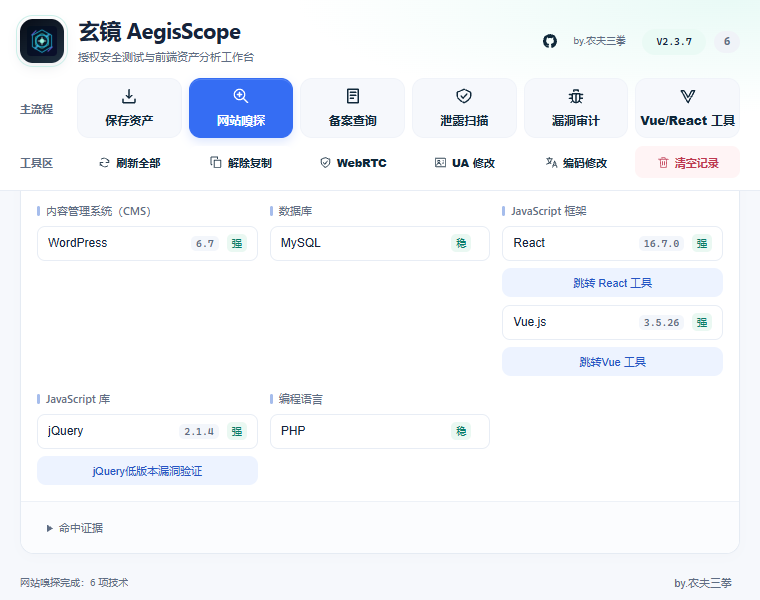 玄镜 AegisScope
授权安全测试与前端资产分析工作台
by.农夫三拳
V2.3.7
6
主流程
保存资产
网站嗅探
备案查询
泄露扫描
漏洞审计
Vue/React 工具
工具区
刷新全部
解除复制
WebRTC
UA 修改
编码修改
清空记录
内容管理系统（CMS）
数据库
JavaScript 框架
WordPress 6.7 强
MySQL 稳
React 16.7.0 强
跳转 React 工具
Vue.js 3.5.26 强
跳转Vue 工具
JavaScript 库
编程语言
jQuery 2.1.4 强
PHP 稳
jQuery低版本漏洞验证
命中证据
网站嗅探完成：6 项技术
by.农夫三拳